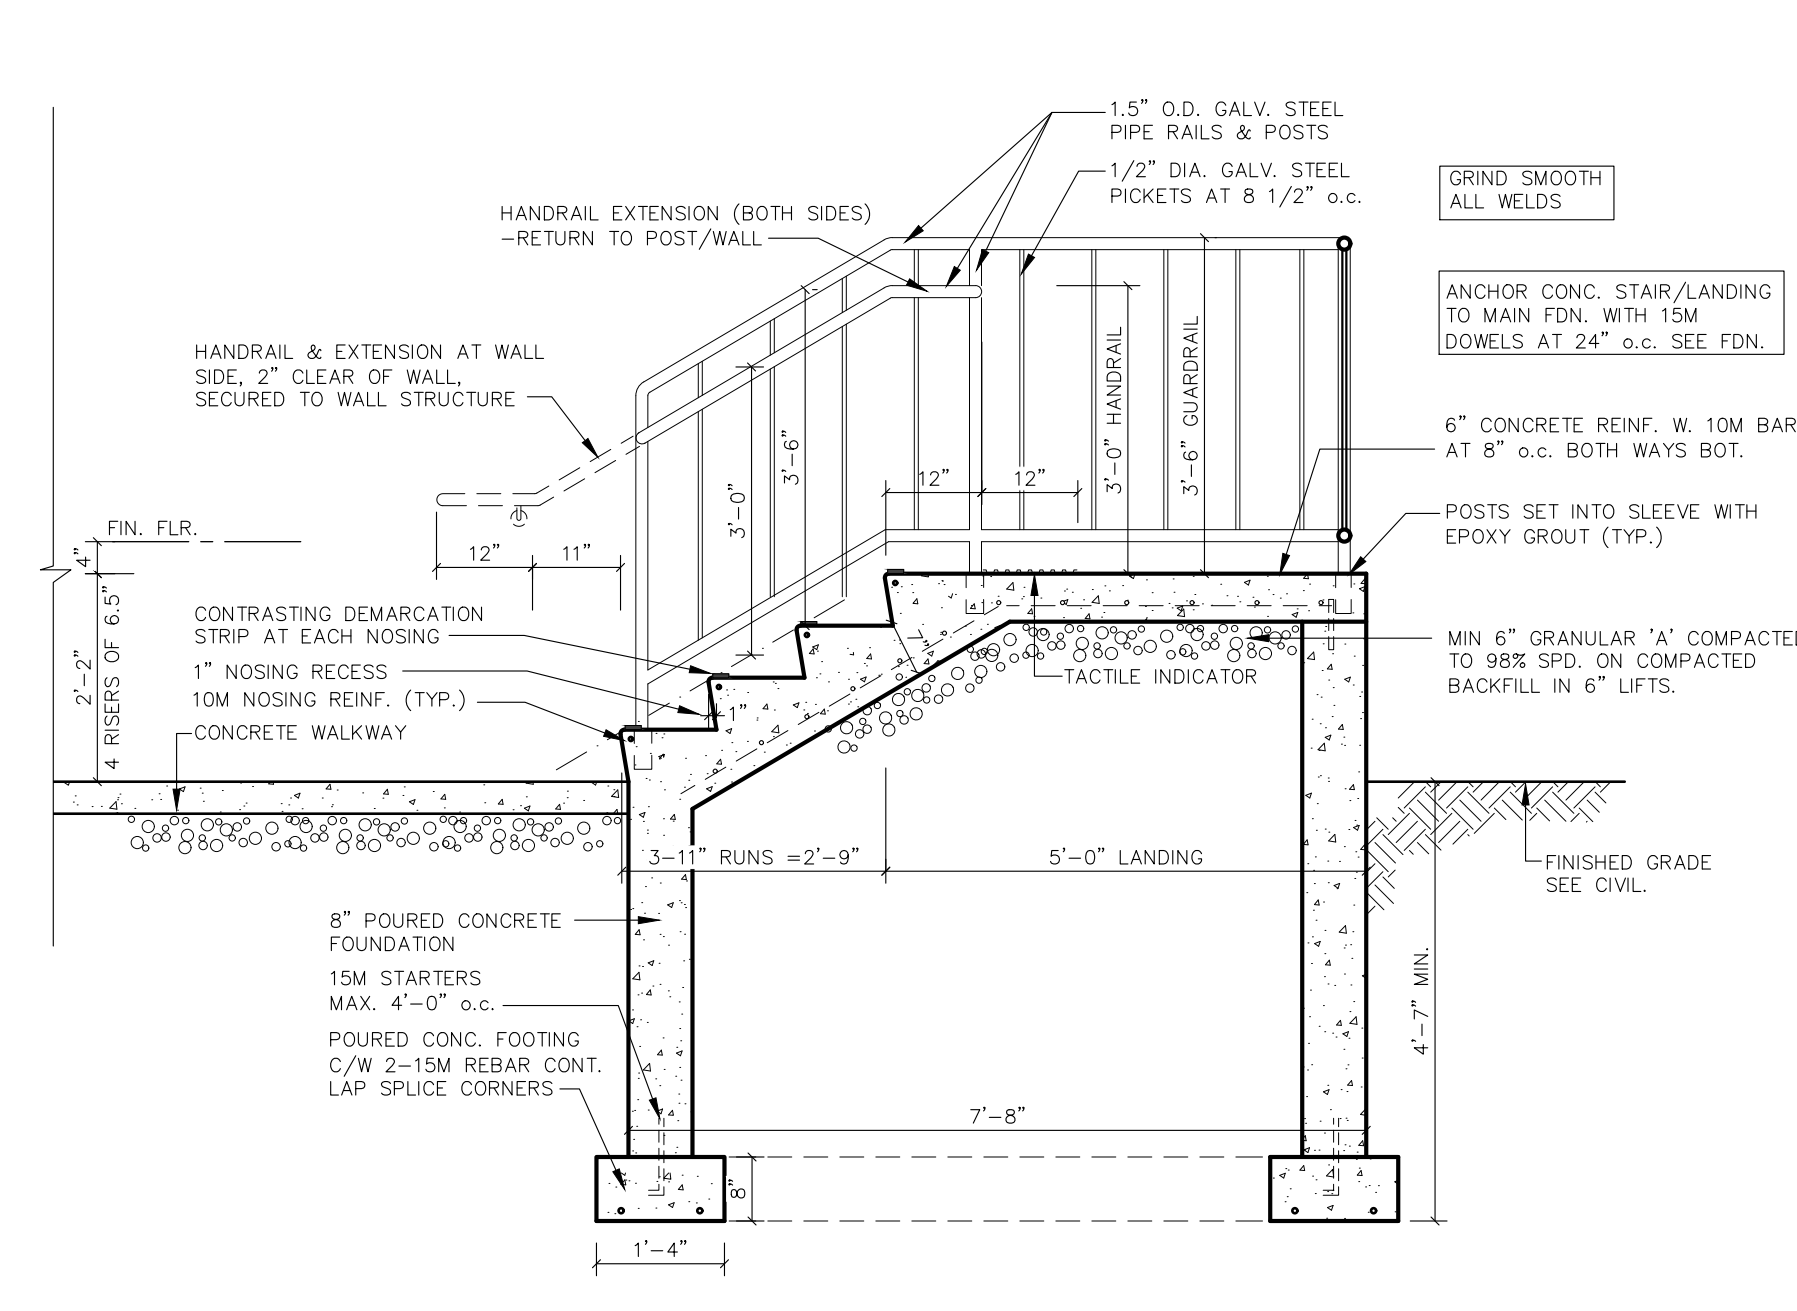 1.5" O.D. GALV. STEEL
PIPE RAILS & POSTS
1/2" DIA. GALV. STEEL
PICKETS AT 8 1/2" o.c.
GRIND SMOOTH
ALL WELDS
HANDRAIL EXTENSION (BOTH SIDES)
-RETURN TO POST/WALL
ANCHOR CONC. STAIR/LANDING
TO MAIN FDN. WITH 15M
DOWELS AT 24" o.c. SEE FDN.
HANDRAIL & EXTENSION AT WALL
SIDE, 2" CLEAR OF WALL,
SECURED TO WALL STRUCTURE
3'-6"
3'-0"
12"
12"
3'-0" HANDRAIL
3'-6" GUARDRAIL
6" CONCRETE REINF. W. 10M BAR
AT 8" o.c. BOTH WAYS BOT.
POSTS SET INTO SLEEVE WITH
EPOXY GROUT (TYP.)
FIN. FLR.
4"
12"
11"
2'-2"
4 RISERS OF 6.5"
CONTRASTING DEMARCATION
STRIP AT EACH NOSING
1" NOSING RECESS
10M NOSING REINF. (TYP.)
CONCRETE WALKWAY
1"
7"
TACTILE INDICATOR
MIN 6" GRANULAR 'A' COMPACTED
TO 98% SPD. ON COMPACTED
BACKFILL IN 6" LIFTS.
3-11" RUNS =2'-9"
5'-0" LANDING
FINISHED GRADE
SEE CIVIL.
8" POURED CONCRETE
FOUNDATION
15M STARTERS
MAX. 4'-0" o.c.
POURED CONC. FOOTING
C/W 2-15M REBAR CONT.
LAP SPLICE CORNERS
4'-7" MIN.
7'-8"
8"
1'-4"